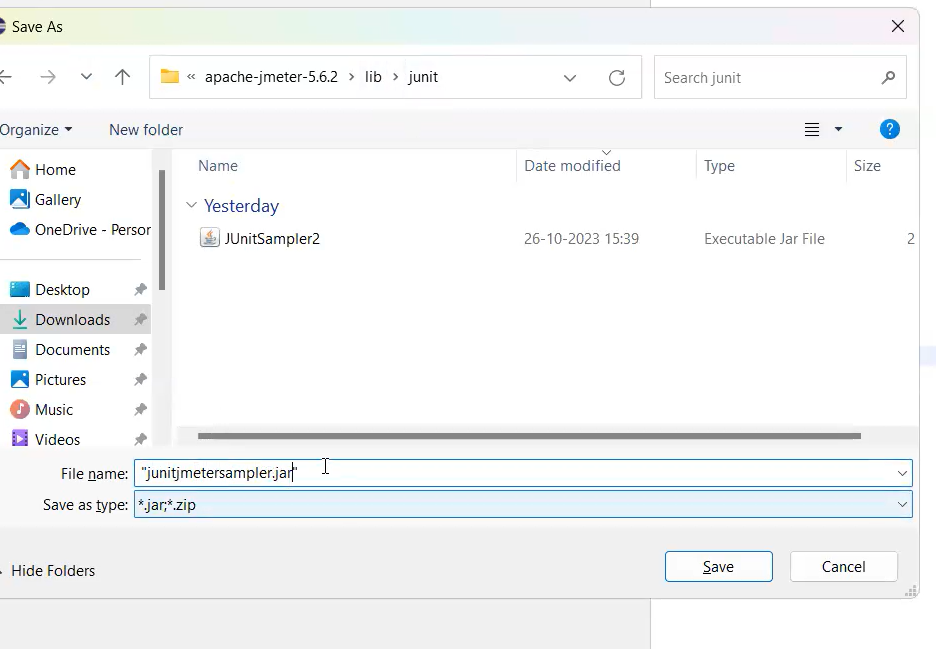 Save As
« apache-jmeter-5.6.2 > lib > junit
Search junit
Organize
New folder
?
Name
Date modified
Type
Size
Home
Gallery
OneDrive - Person
Desktop
Downloads
Documents
Pictures
Music
Videos
Yesterday
JUnitSampler2
26-10-2023 15:39
Executable Jar File
2
File name: "junitjmetersampler.jar"
Save as type: *.jar;*.zip
Hide Folders
Save
Cancel